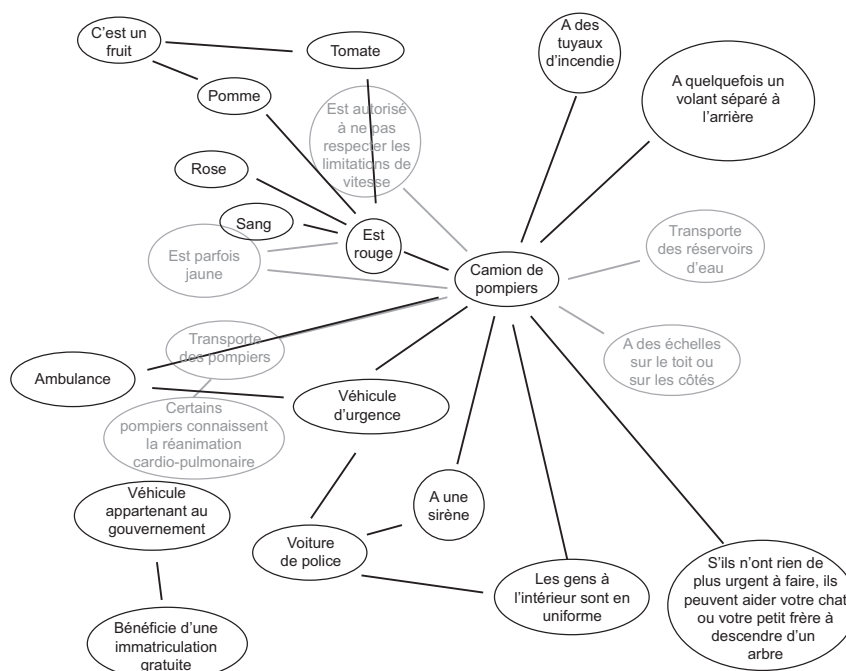 C’est un
fruit
Tomate
A des
tuyaux
d’incendie
Pomme
A quelquefois un
volant séparé à
l’arrière
Est autorisé
à ne pas
respecter les
limitations de
vitesse
Rose
Sang
Est
rouge
Est parfois
jaune
Camion de
pompiers
Transporte
des réservoirs
d’eau
Transporte
des pompiers
A des échelles
sur le toit ou
sur les côtés
Ambulance
Véhicule
d’urgence
Certains
pompiers connaissent
la réanimation
cardio-pulmonaire
Véhicule
appartenant au
gouvernement
A une
sirène
Voiture
de police
Les gens à
l’intérieur sont en
uniforme
S’ils n’ont rien de
plus urgent à faire, ils
peuvent aider votre chat
ou votre petit frère à
descendre d’un
arbre
Bénéficie d’une
immatriculation
gratuite